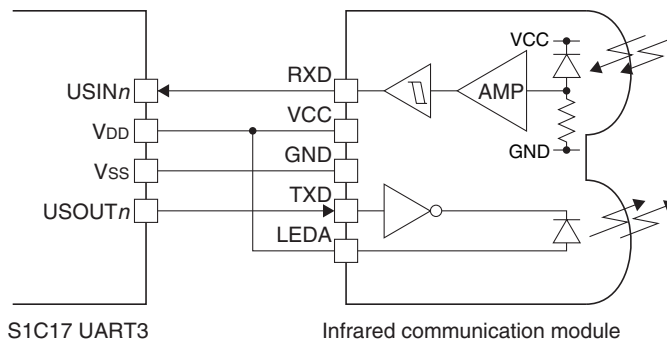 RXD
VCC
USINn
AMP
VCC
VDD
GND
GND
VSS
TXD
USOUTn
LEDA
S1C17 UART3
Infrared communication module